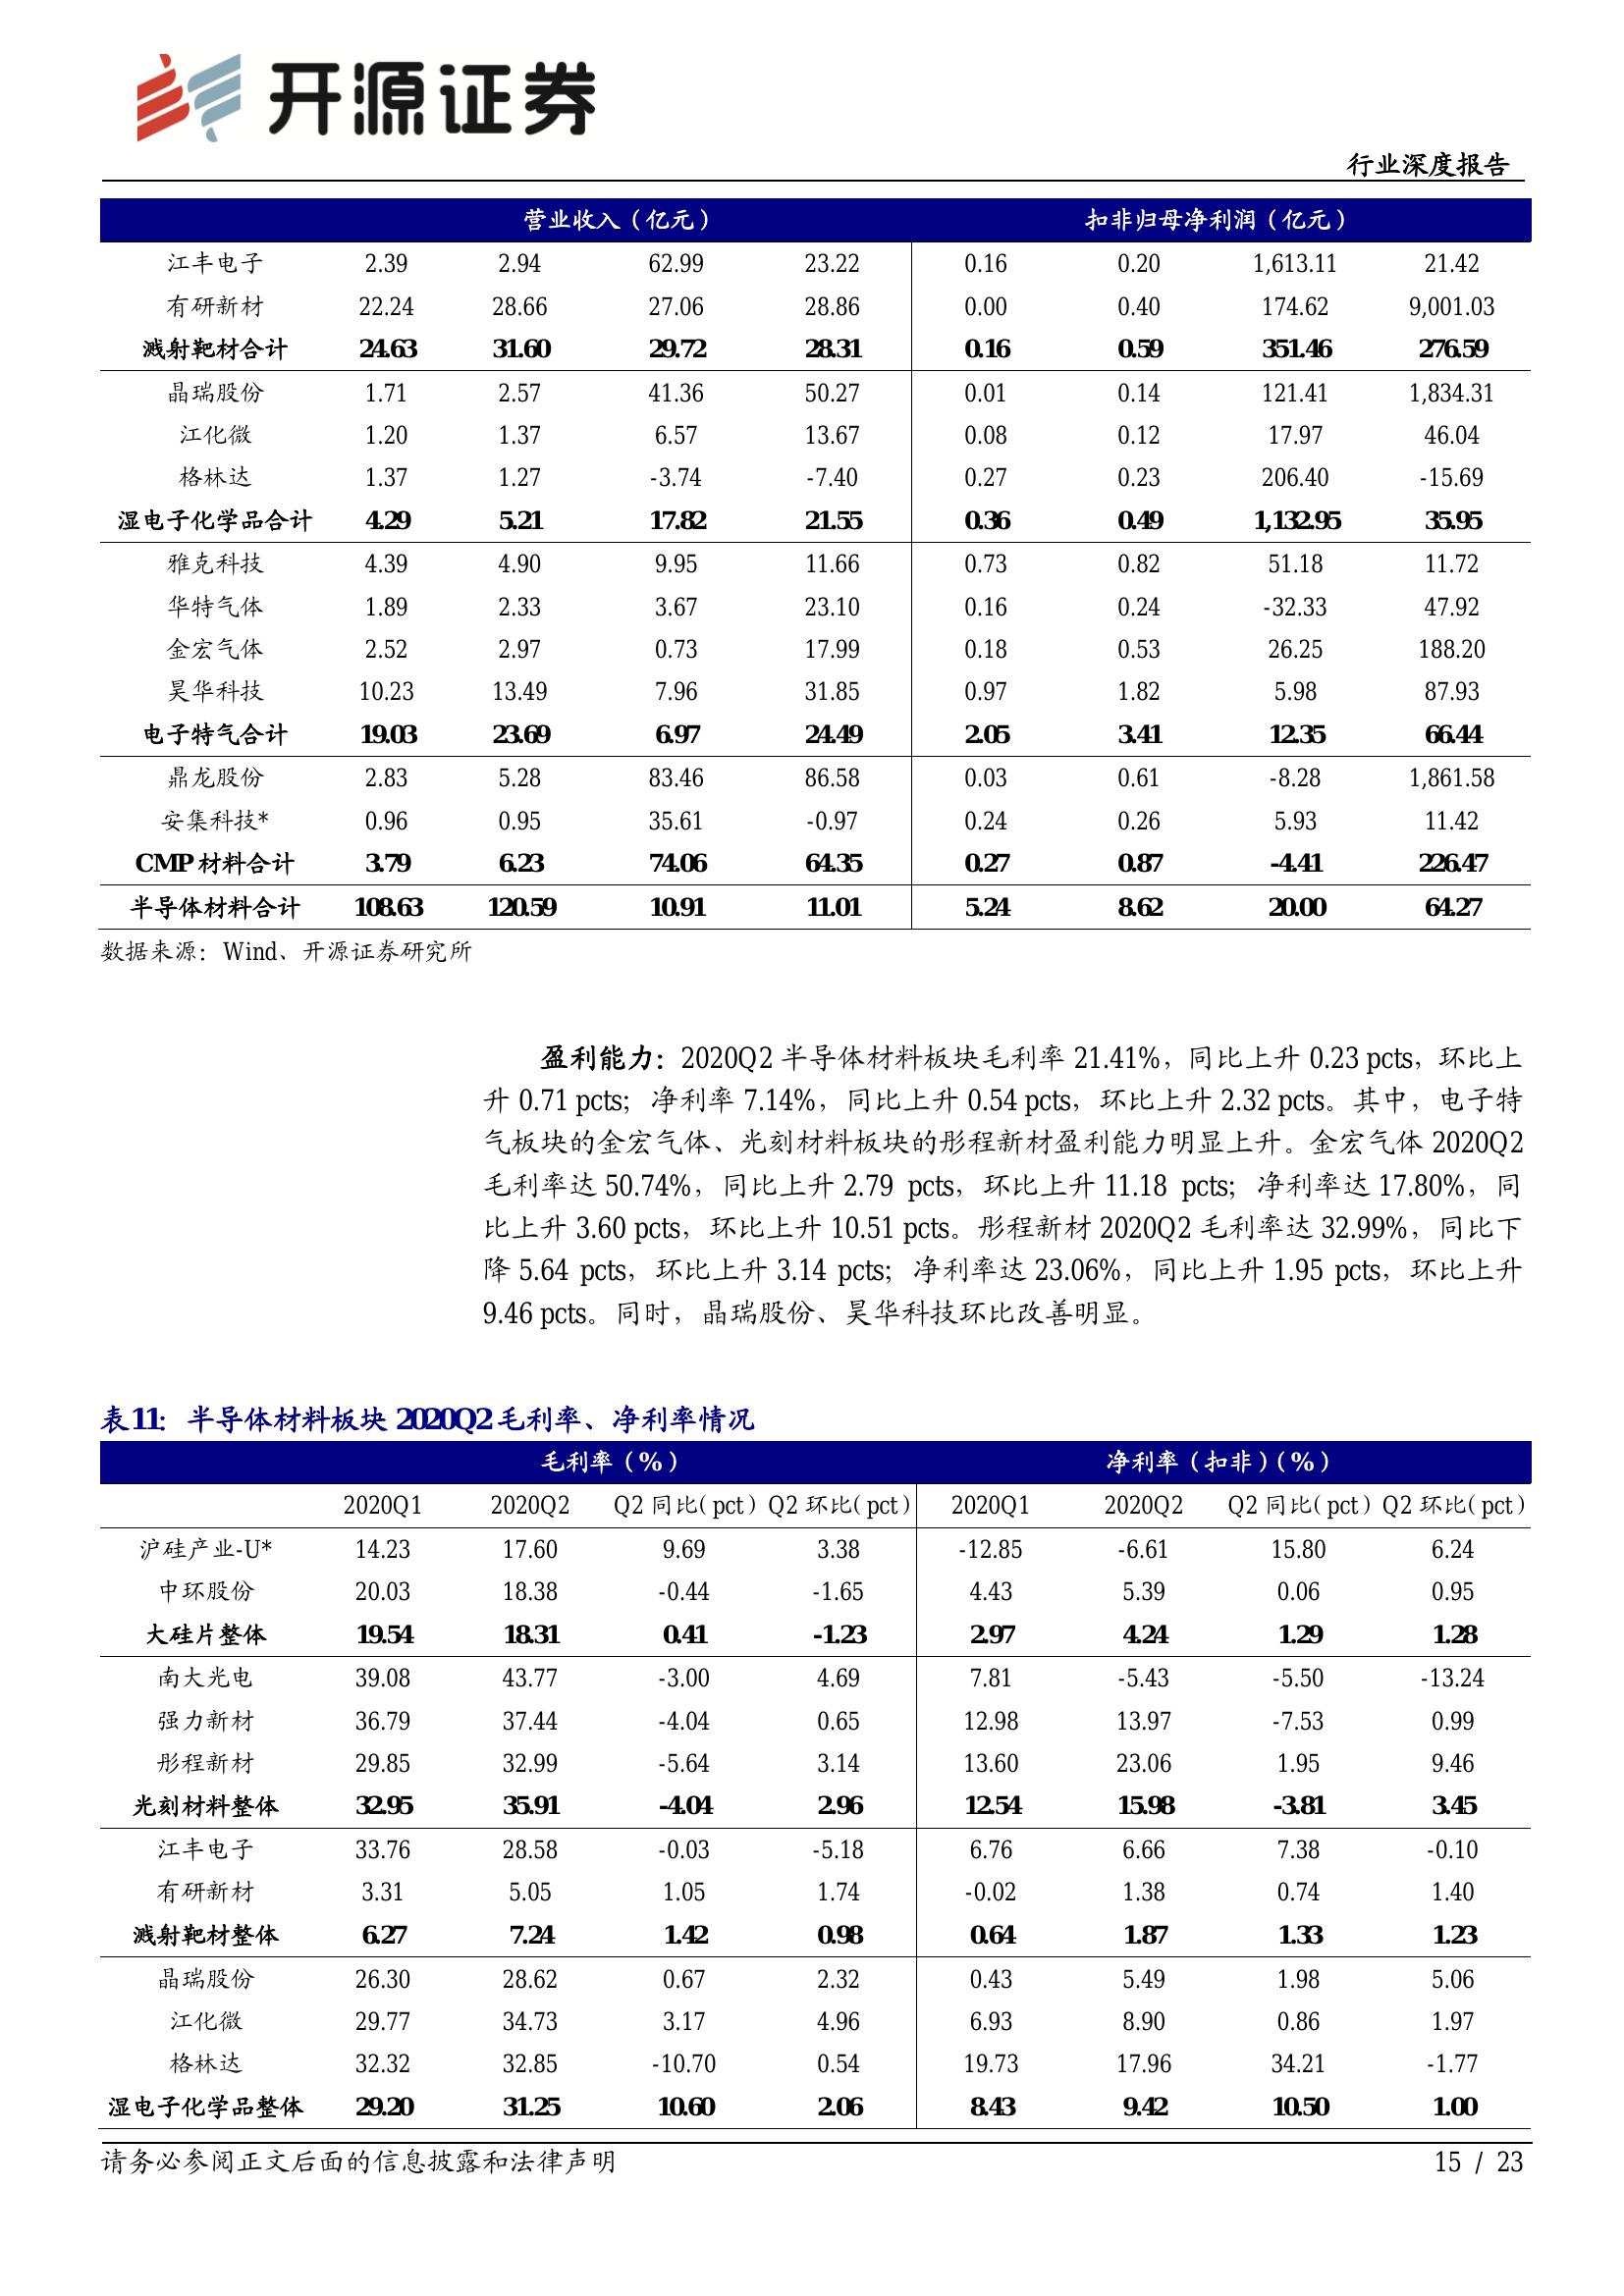 开源证券
行业深度报告
营业收入（亿元） 扣非归母净利润（亿元）
江丰电子 2.39 2.94 62.99 23.22 0.16 0.20 1,613.11 21.42
有研新材 22.24 28.66 27.06 28.86 0.00 0.40 174.62 9,001.03
溅射靶材合计 24.63 31.60 29.72 28.31 0.16 0.59 351.46 276.59
晶瑞股份 1.71 2.57 41.36 50.27 0.01 0.14 121.41 1,834.31
江化微 1.20 1.37 6.57 13.67 0.08 0.12 17.97 46.04
格林达 1.37 1.27 -3.74 -7.40 0.27 0.23 206.40 -15.69
湿电子化学品合计 4.29 5.21 17.82 21.55 0.36 0.49 1,132.95 35.95
雅克科技 4.39 4.90 9.95 11.66 0.73 0.82 51.18 11.72
华特气体 1.89 2.33 3.67 23.10 0.16 0.24 -32.33 47.92
金宏气体 2.52 2.97 0.73 17.99 0.18 0.53 26.25 188.20
昊华科技 10.23 13.49 7.96 31.85 0.97 1.82 5.98 87.93
电子特气合计 19.03 23.69 6.97 24.49 2.05 3.41 12.35 66.44
鼎龙股份 2.83 5.28 83.46 86.58 0.03 0.61 -8.28 1,861.58
安集科技* 0.96 0.95 35.61 -0.97 0.24 0.26 5.93 11.42
CMP 材料合计 3.79 6.23 74.06 64.35 0.27 0.87 -4.41 226.47
半导体材料合计 108.63 120.59 10.91 11.01 5.24 8.62 20.00 64.27
数据来源：Wind、开源证券研究所
盈利能力：2020Q2 半导体材料板块毛利率 21.41%，同比上升 0.23 pcts，环比上
升 0.71 pcts；净利率 7.14%，同比上升 0.54 pcts，环比上升 2.32 pcts。其中，电子特
气板块的金宏气体、光刻材料板块的彤程新材盈利能力明显上升。金宏气体 2020Q2
毛利率达 50.74%，同比上升 2.79 pcts，环比上升 11.18 pcts；净利率达 17.80%，同
比上升 3.60 pcts，环比上升 10.51 pcts。彤程新材 2020Q2 毛利率达 32.99%，同比下
降 5.64 pcts，环比上升 3.14 pcts；净利率达 23.06%，同比上升 1.95 pcts，环比上升
9.46 pcts。同时，晶瑞股份、昊华科技环比改善明显。
表11：半导体材料板块 2020Q2 毛利率、净利率情况
毛利率（%） 净利率（扣非）（%）
2020Q1 2020Q2 Q2 同比（pct） Q2 环比（pct） 2020Q1 2020Q2 Q2 同比（pct） Q2 环比（pct）
沪硅产业-U* 14.23 17.60 9.69 3.38 -12.85 -6.61 15.80 6.24
中环股份 20.03 18.38 -0.44 -1.65 4.43 5.39 0.06 0.95
大硅片整体 19.54 18.31 0.41 -1.23 2.97 4.24 1.29 1.28
南大光电 39.08 43.77 -3.00 4.69 7.81 -5.43 -5.50 -13.24
强力新材 36.79 37.44 -4.04 0.65 12.98 13.97 -7.53 0.99
彤程新材 29.85 32.99 -5.64 3.14 13.60 23.06 1.95 9.46
光刻材料整体 32.95 35.91 -4.04 2.96 12.54 15.98 -3.81 3.45
江丰电子 33.76 28.58 -0.03 -5.18 6.76 6.66 7.38 -0.10
有研新材 3.31 5.05 1.05 1.74 -0.02 1.38 0.74 1.40
溅射靶材整体 6.27 7.24 1.42 0.98 0.64 1.87 1.33 1.23
晶瑞股份 26.30 28.62 0.67 2.32 0.43 5.49 1.98 5.06
江化微 29.77 34.73 3.17 4.96 6.93 8.90 0.86 1.97
格林达 32.32 32.85 -10.70 0.54 19.73 17.96 34.21 -1.77
湿电子化学品整体 29.20 31.25 10.60 2.06 8.43 9.42 10.50 1.00
请务必参阅正文后面的信息披露和法律声明 15 / 23